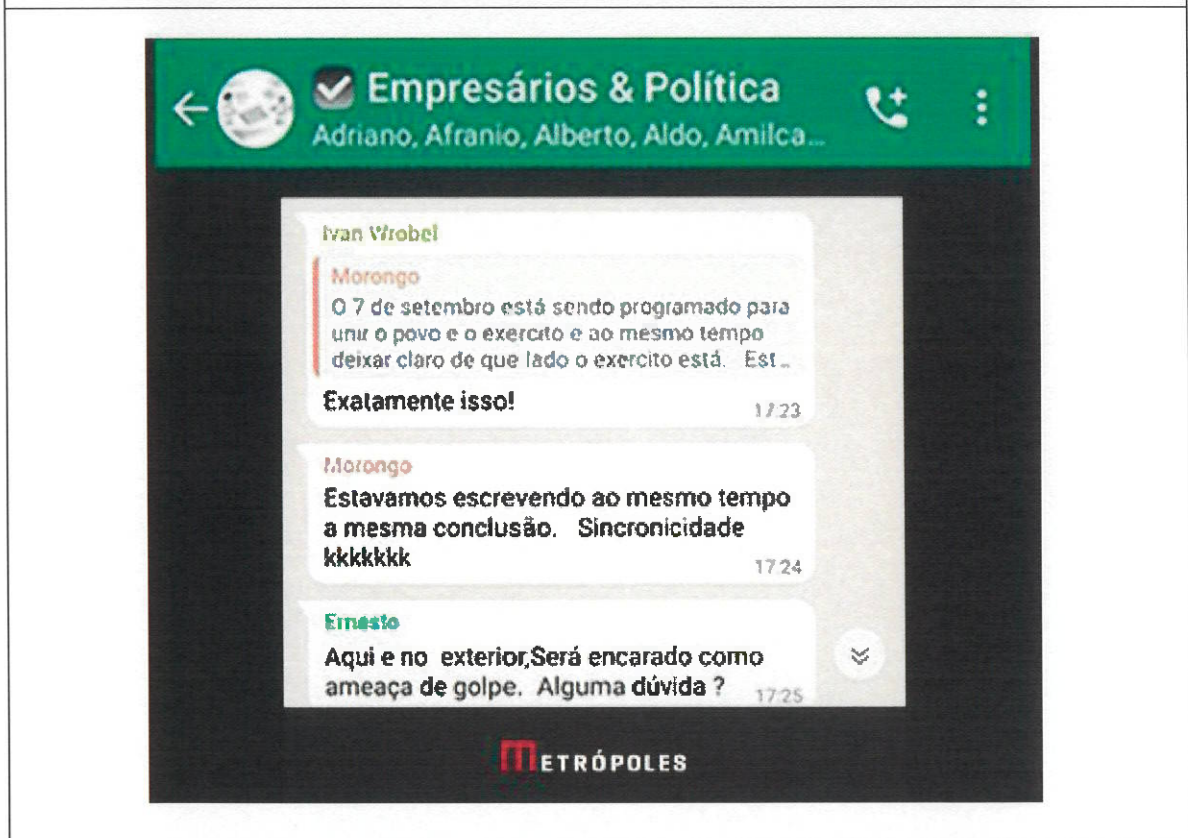 Empresários & Política
Adriano, Afranio, Alberto, Aldo, Amilca...
Ivan Wrobel
Morongo
O 7 de setembro está sendo programado para
unir o povo e o exercito e ao mesmo tempo
deixar claro de que lado o exercito está. Est...
Exatamente isso!
17:23
Morongo
Estavamos escrevendo ao mesmo tempo
a mesma conclusão. Sincronicidade
kkkkkkk
17:24
Ernesto
Aqui e no exterior,Será encarado como
ameaça de golpe. Alguma dúvida ?
17:25
METRÓPOLES